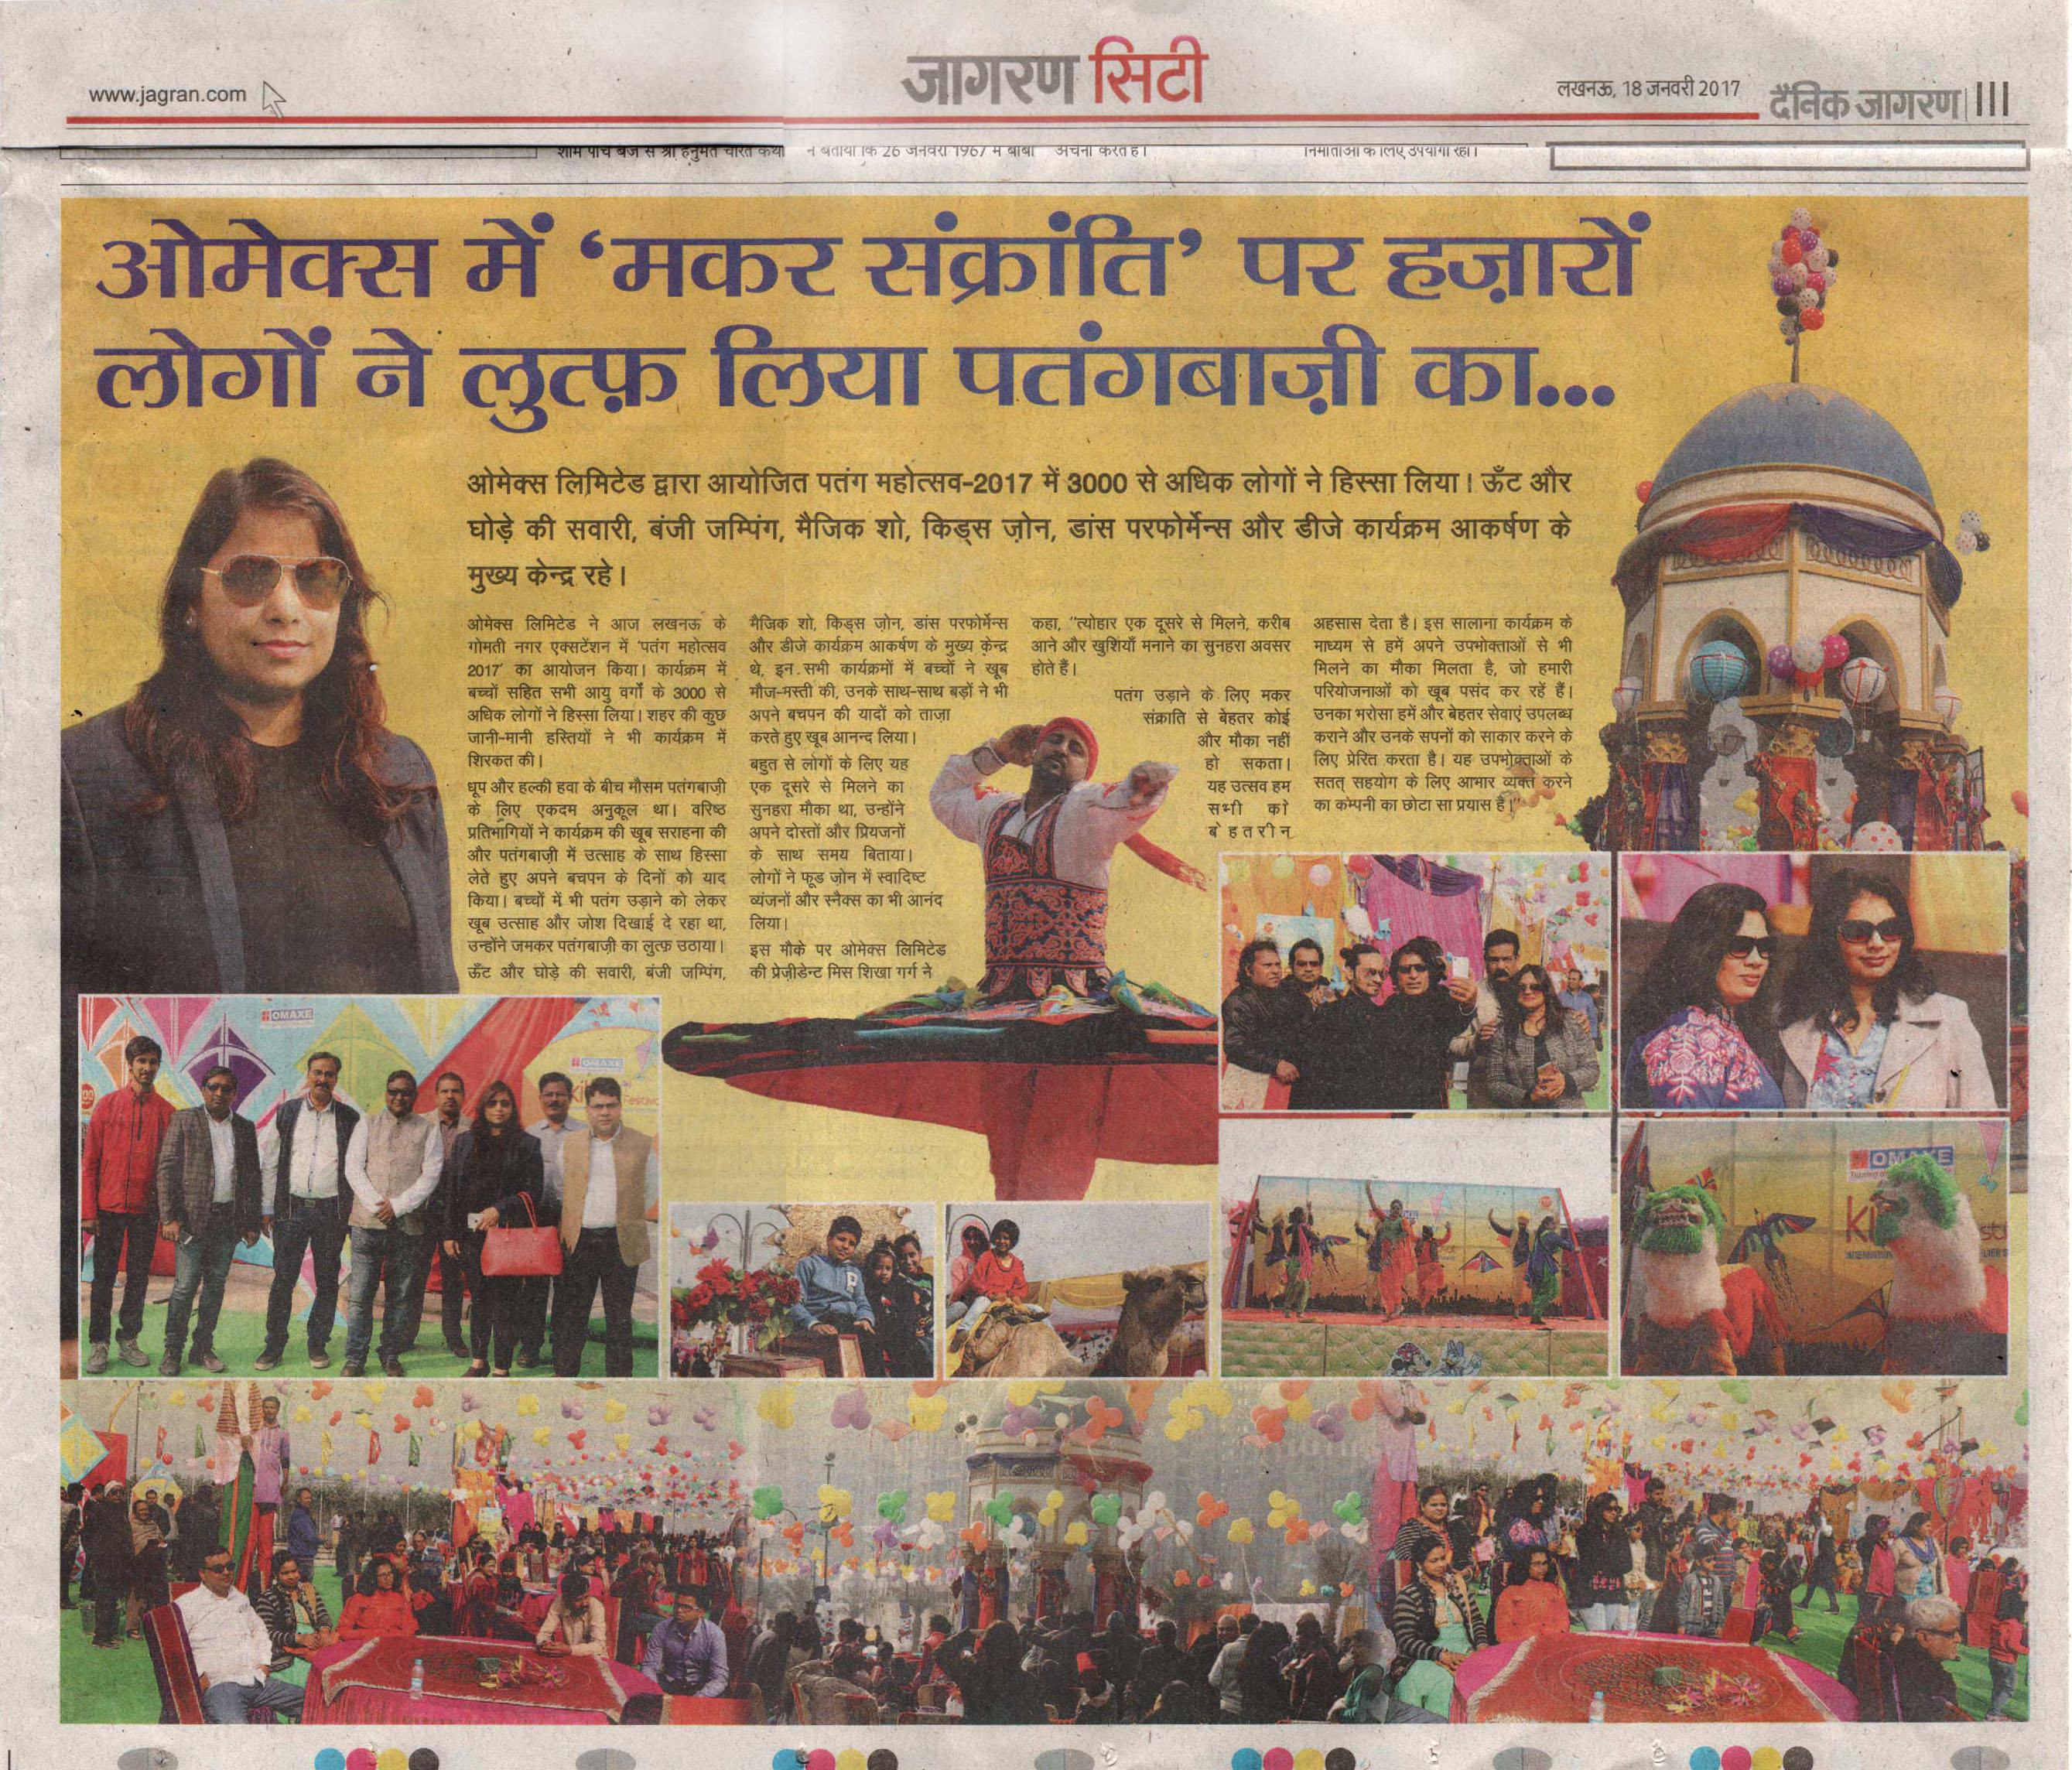 www.jagran.com
जागरण सिटी
लखनऊ, 18 जनवरी 2017
दैनिक जागरण
III
शाम पांच बजे से श्री हनुमत चरित कथा
ने बताया कि 26 जनवरी 1967 में बाबा
अर्चना करते हैं।
निर्माताओं के लिए उपयोगी रहा।
ओमेक्स में ‘मकर संक्रांति’ पर हज़ारों
लोगों ने लुत्फ़ लिया पतंगबाज़ी का...
ओमेक्स लिमिटेड द्वारा आयोजित पतंग महोत्सव-2017 में 3000 से अधिक लोगों ने हिस्सा लिया। ऊँट और
घोड़े की सवारी, बंजी जम्पिंग, मैजिक शो, किड्स ज़ोन, डांस परफोर्मेन्स और डीजे कार्यक्रम आकर्षण के
मुख्य केन्द्र रहे।
ओमेक्स लिमिटेड ने आज लखनऊ के
गोमती नगर एक्सटेंशन में ‘पतंग महोत्सव
2017’ का आयोजन किया। कार्यक्रम में
बच्चों सहित सभी आयु वर्गों के 3000 से
अधिक लोगों ने हिस्सा लिया। शहर की कुछ
जानी-मानी हस्तियों ने भी कार्यक्रम में
शिरकत की।
धूप और हल्की हवा के बीच मौसम पतंगबाज़ी
के लिए एकदम अनुकूल था। वरिष्ठ
प्रतिभागियों ने कार्यक्रम की खूब सराहना की
और पतंगबाज़ी में उत्साह के साथ हिस्सा
लेते हुए अपने बचपन के दिनों को याद
किया। बच्चों में भी पतंग उड़ाने को लेकर
खूब उत्साह और जोश दिखाई दे रहा था,
उन्होंने जमकर पतंगबाज़ी का लुत्फ़ उठाया।
ऊँट और घोड़े की सवारी, बंजी जम्पिंग,
मैजिक शो, किड्स ज़ोन, डांस परफोर्मेन्स
और डीजे कार्यक्रम आकर्षण के मुख्य केन्द्र
थे, इन सभी कार्यक्रमों में बच्चों ने खूब
मौज-मस्ती की, उनके साथ-साथ बड़ों ने भी
अपने बचपन की यादों को ताज़ा
करते हुए खूब आनन्द लिया।
बहुत से लोगों के लिए यह
एक दूसरे से मिलने का
सुनहरा मौका था, उन्होंने
अपने दोस्तों और प्रियजनों
के साथ समय बिताया।
लोगों ने फूड ज़ोन में स्वादिष्ट
व्यंजनों और स्नैक्स का भी आनंद
लिया।
इस मौके पर ओमेक्स लिमिटेड
की प्रेज़ीडेन्ट मिस शिखा गर्ग ने
कहा, “त्योहार एक दूसरे से मिलने, करीब
आने और खुशियाँ मनाने का सुनहरा अवसर
होते हैं।
पतंग उड़ाने के लिए मकर
संक्राति से बेहतर कोई
और मौका नहीं
हो सकता।
यह उत्सव हम
सभी को
बेहतरीन
अहसास देता है। इस सालाना कार्यक्रम के
माध्यम से हमें अपने उपभोक्ताओं से भी
मिलने का मौका मिलता है, जो हमारी
परियोजनाओं को खूब पसंद कर रहें हैं।
उनका भरोसा हमें और बेहतर सेवाएं उपलब्ध
कराने और उनके सपनों को साकार करने के
लिए प्रेरित करता है। यह उपभोक्ताओं के
सतत् सहयोग के लिए आभार व्यक्त करने
का कम्पनी का छोटा सा प्रयास है।”
OMAXE
OMAXE
Festival
OMAXE